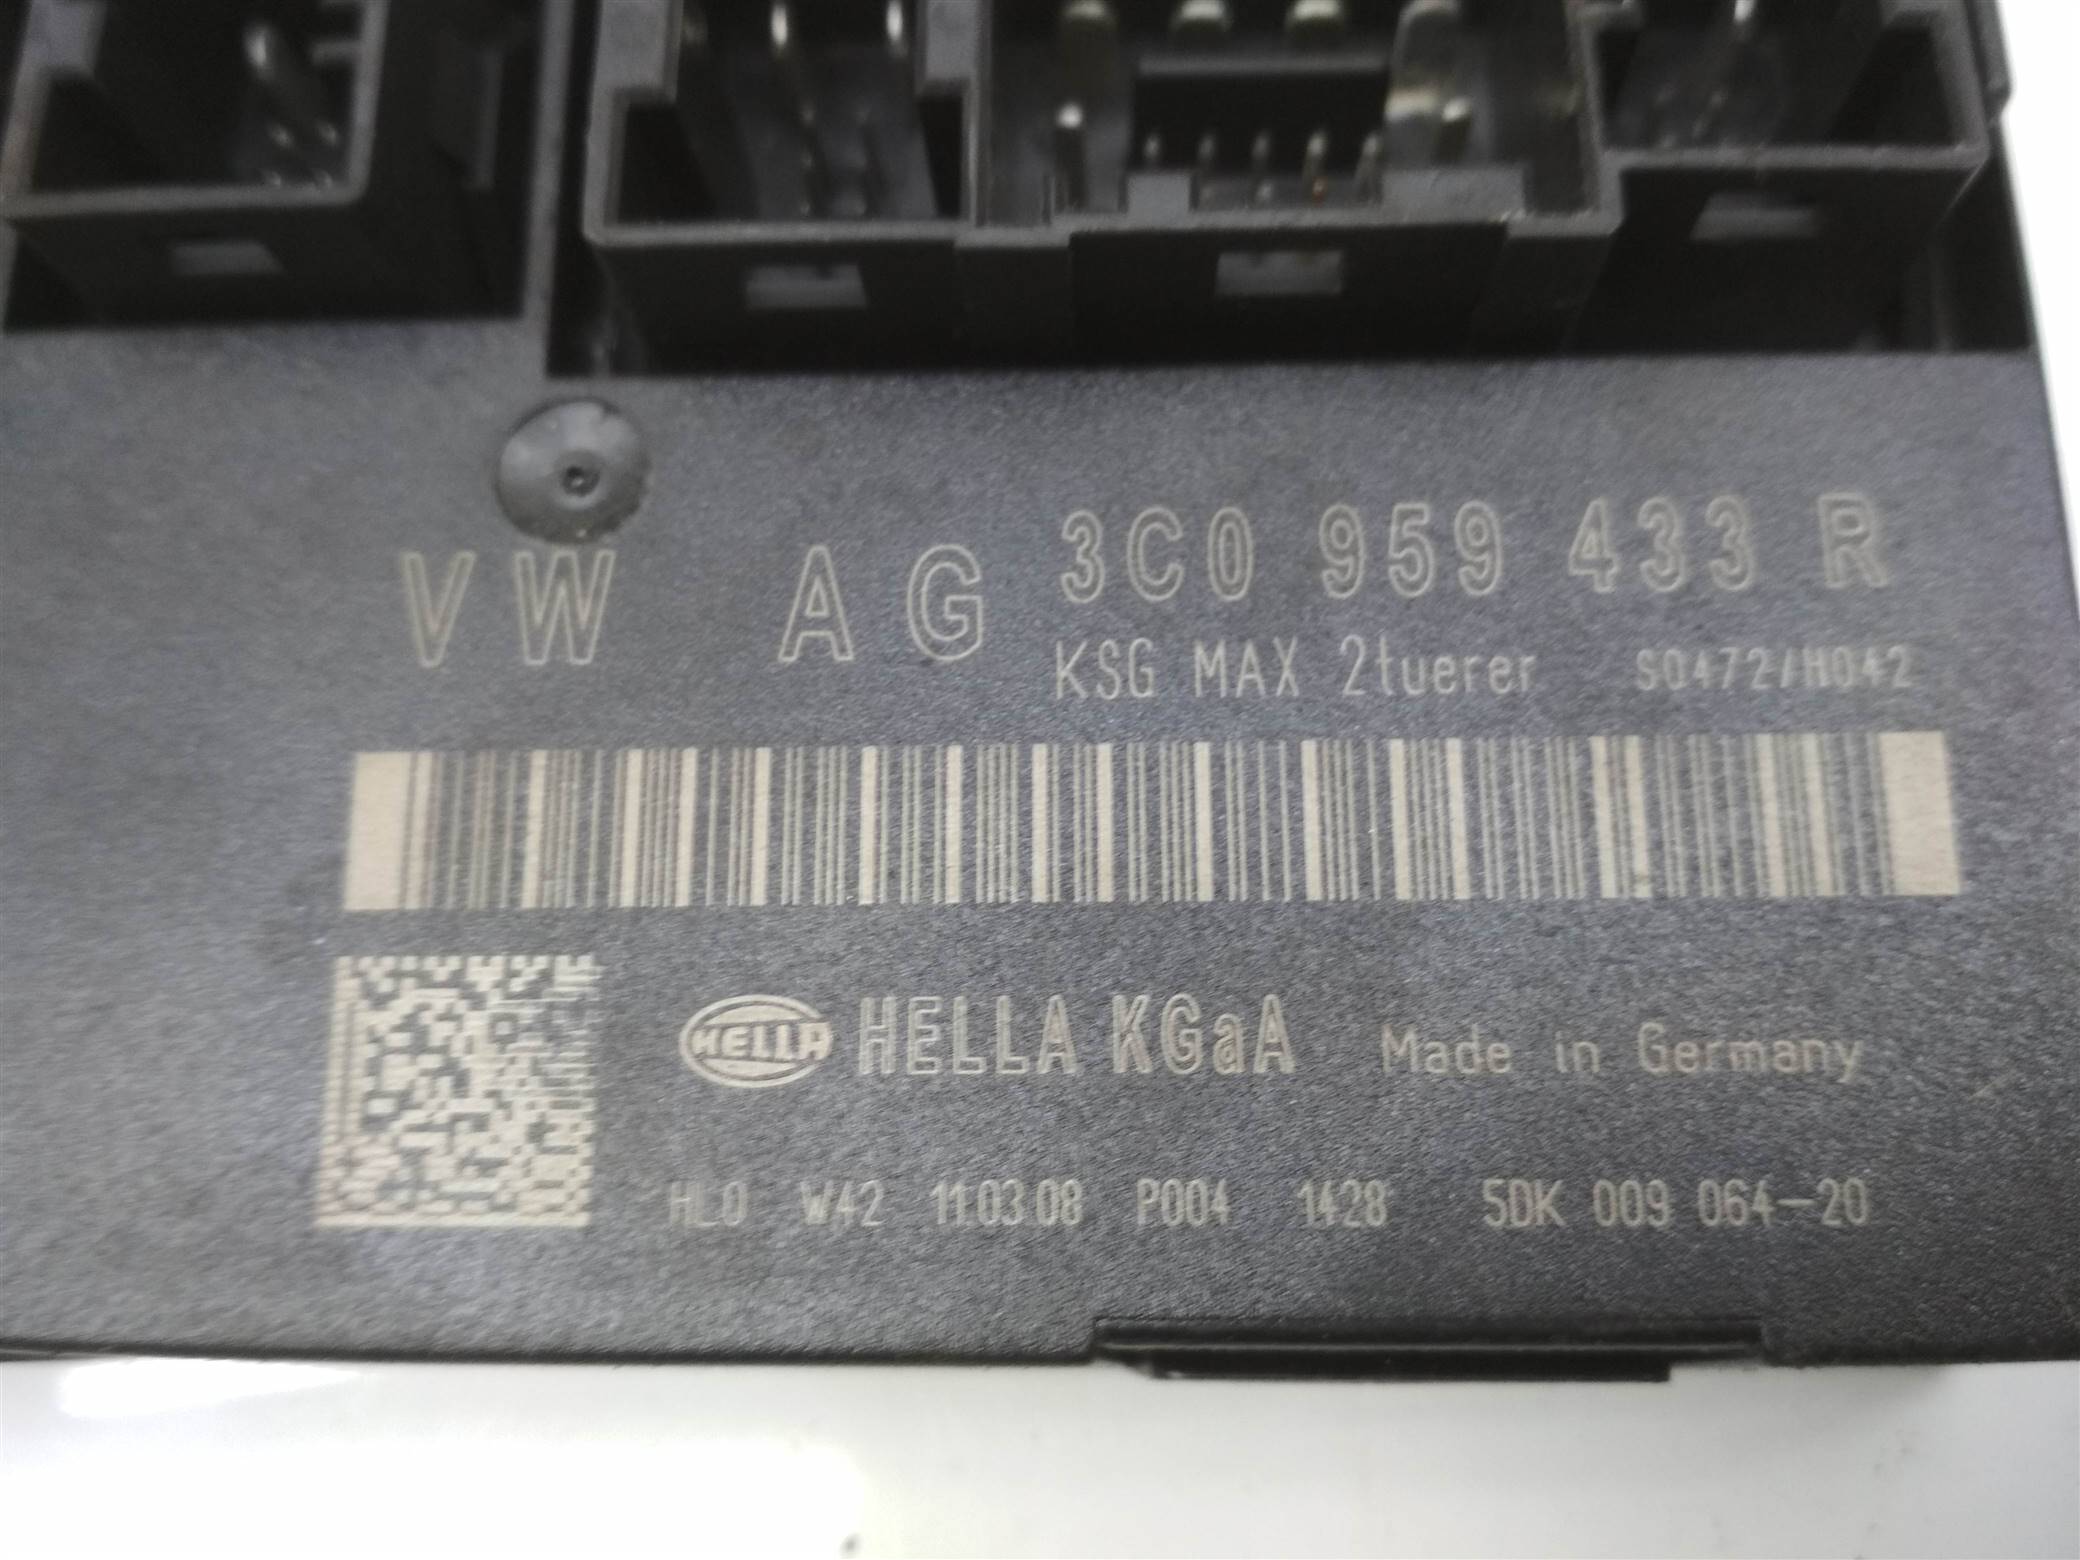 VW AG 3C0 959 433 R
KSG MAX 2tuerer S0472/H042
HELLA HELLA KGaA Made in Germany
HL0 W42 11.03.08 P004 1428 5DK 009 064-20